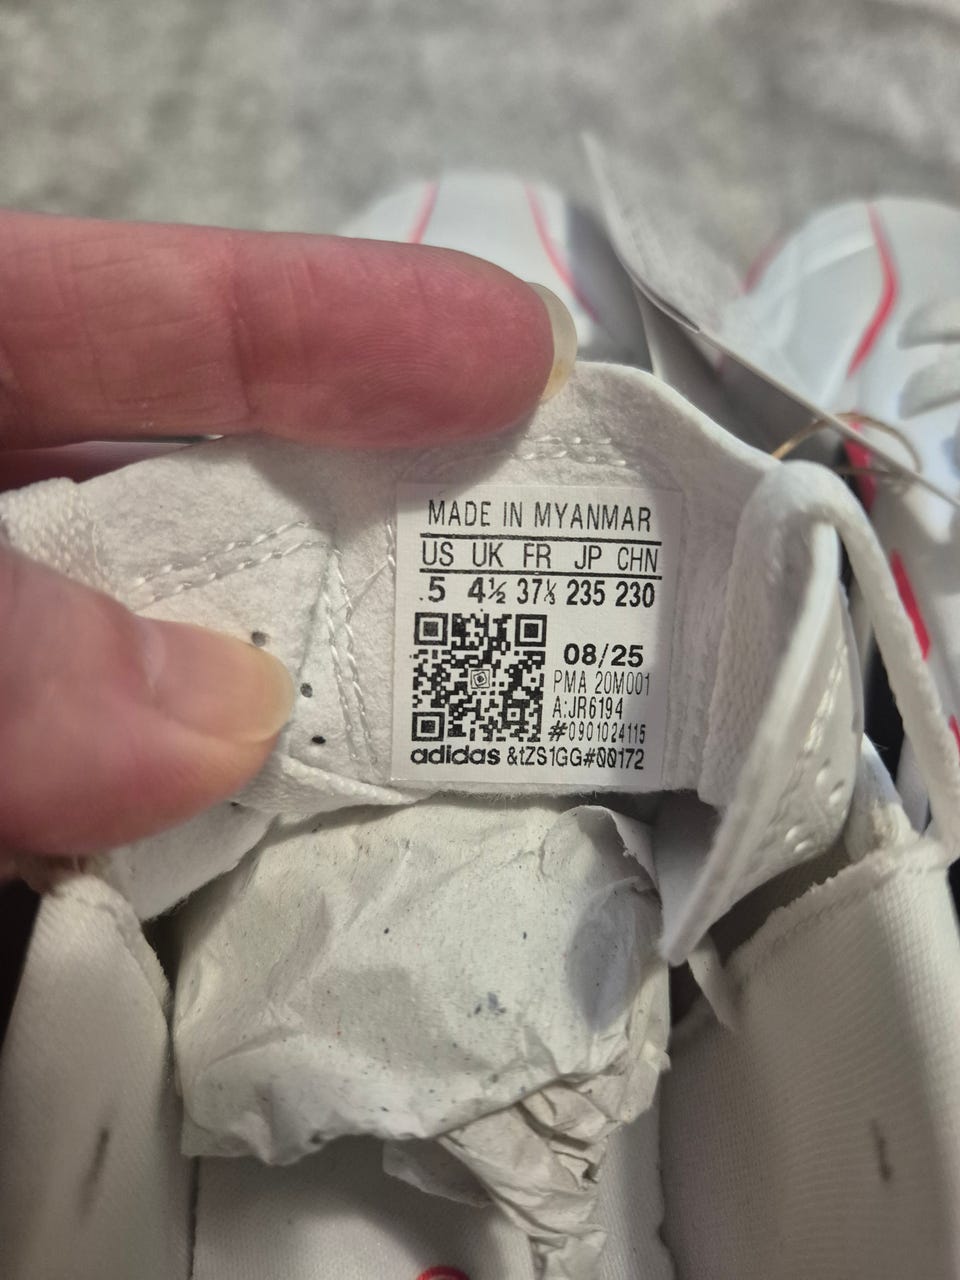 MADE IN MYANMAR
US UK FR JP CHN
.5 4½ 37⅓ 235 230
08/25
PMA 20M001
A:JR6194
#0901024115
adidas &tZS1GG#00172